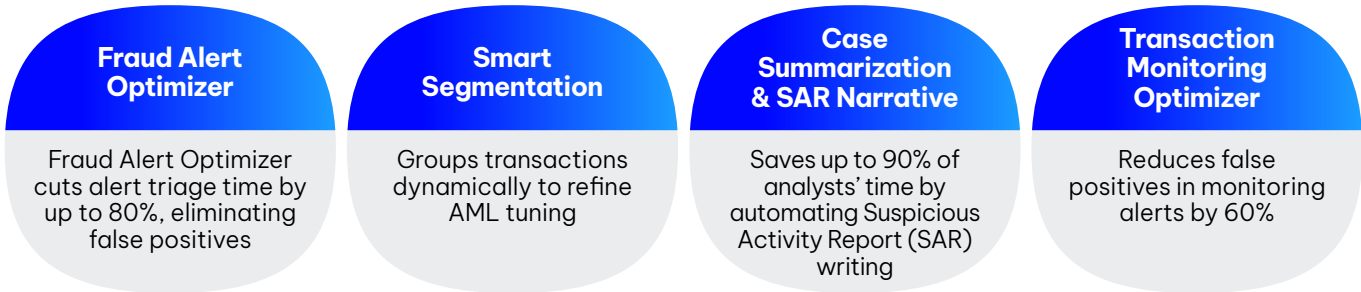 Fraud Alert
Optimizer
Fraud Alert Optimizer
cuts alert triage time by
up to 80%, eliminating
false positives
Smart
Segmentation
Groups transactions
dynamically to refine
AML tuning
Case
Summarization
& SAR Narrative
Saves up to 90% of
analysts’ time by
automating Suspicious
Activity Report (SAR)
writing
Transaction
Monitoring
Optimizer
Reduces false
positives in monitoring
alerts by 60%